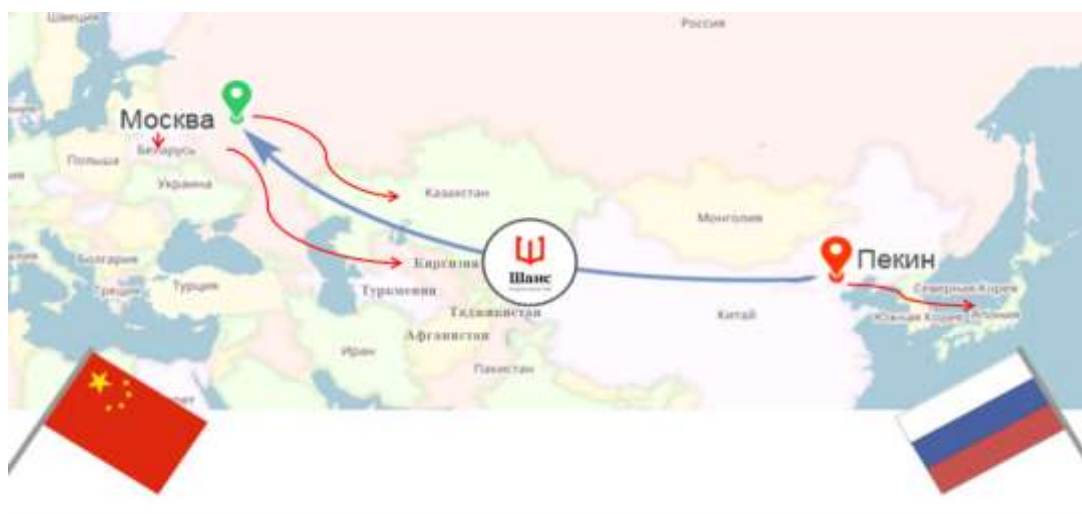 Швеция
Россия
Москва
Беларусь
Польша
Украина
Казахстан
Монголия
Болгария
Греция
Турция
Киргизия
Шанс
Пекин
Туркмения
Северная Корея
Таджикистан
Китай
Южная Корея
Япония
Афганистан
Иран
Пакистан